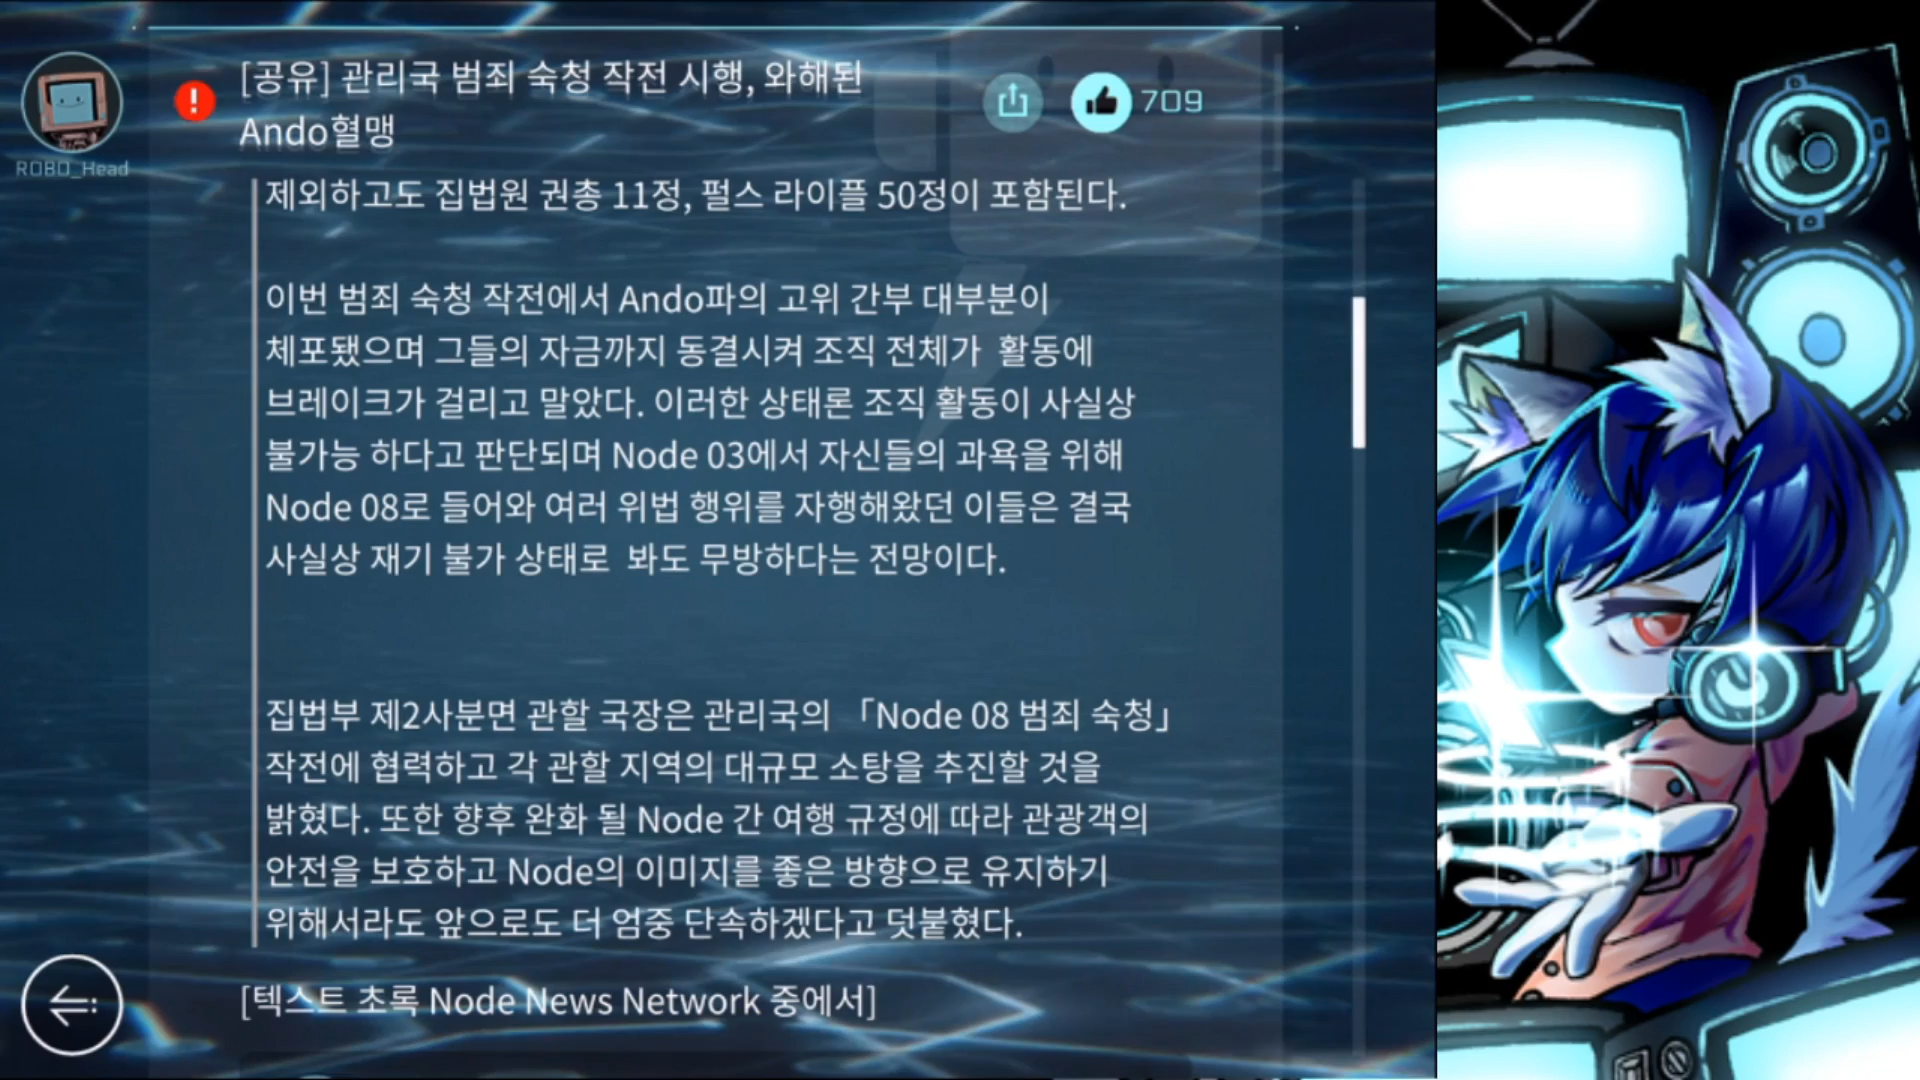 [공유] 관리국 범죄 숙청 작전 시행, 와해된
Ando혈맹
709
ROBO_Head
제외하고도 집법원 권총 11정, 펄스 라이플 50정이 포함된다.
이번 범죄 숙청 작전에서 Ando파의 고위 간부 대부분이
체포됐으며 그들의 자금까지 동결시켜 조직 전체가 활동에
브레이크가 걸리고 말았다. 이러한 상태론 조직 활동이 사실상
불가능 하다고 판단되며 Node 03에서 자신들의 과욕을 위해
Node 08로 들어와 여러 위법 행위를 자행해왔던 이들은 결국
사실상 재기 불가 상태로 봐도 무방하다는 전망이다.
집법부 제2사분면 관할 국장은 관리국의 「Node 08 범죄 숙청」
작전에 협력하고 각 관할 지역의 대규모 소탕을 추진할 것을
밝혔다. 또한 향후 완화 될 Node 간 여행 규정에 따라 관광객의
안전을 보호하고 Node의 이미지를 좋은 방향으로 유지하기
위해서라도 앞으로도 더 엄중 단속하겠다고 덧붙혔다.
[텍스트 초록 Node News Network 중에서]